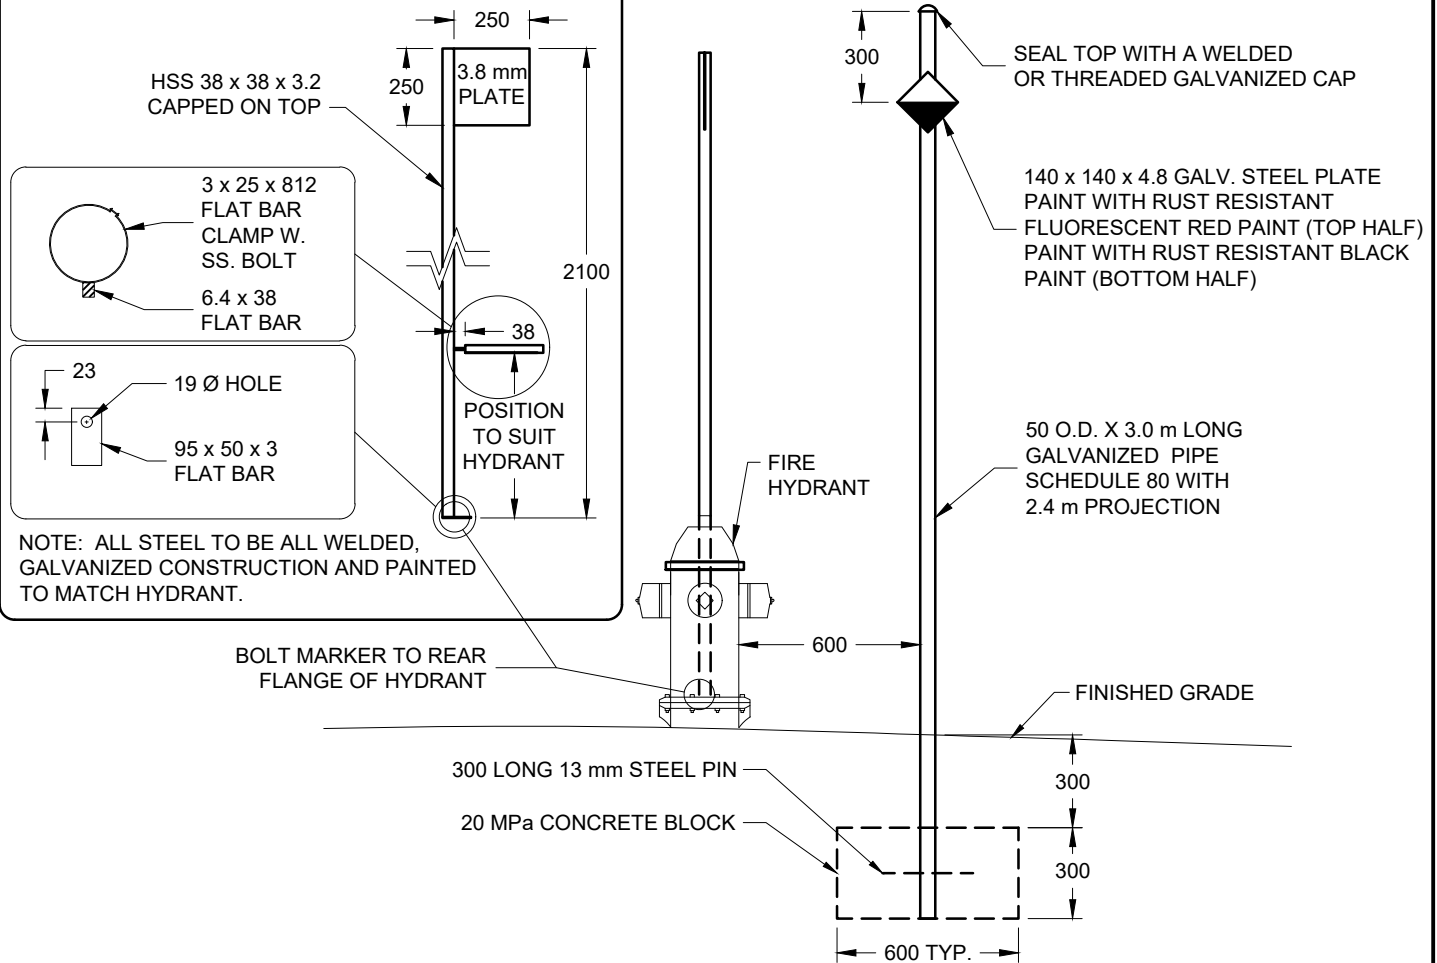 250
HSS 38 x 38 x 3.2
CAPPED ON TOP
250
3.8 mm
PLATE
3 x 25 x 812
FLAT BAR
CLAMP W.
SS. BOLT
6.4 x 38
FLAT BAR
2100
38
POSITION
TO SUIT
HYDRANT
23
19 Ø HOLE
95 x 50 x 3
FLAT BAR
NOTE: ALL STEEL TO BE ALL WELDED,
GALVANIZED CONSTRUCTION AND PAINTED
TO MATCH HYDRANT.
BOLT MARKER TO REAR
FLANGE OF HYDRANT
FIRE
HYDRANT
600
300
SEAL TOP WITH A WELDED
OR THREADED GALVANIZED CAP
140 x 140 x 4.8 GALV. STEEL PLATE
PAINT WITH RUST RESISTANT
FLUORESCENT RED PAINT (TOP HALF)
PAINT WITH RUST RESISTANT BLACK
PAINT (BOTTOM HALF)
50 O.D. X 3.0 m LONG
GALVANIZED PIPE
SCHEDULE 80 WITH
2.4 m PROJECTION
FINISHED GRADE
300 LONG 13 mm STEEL PIN
20 MPa CONCRETE BLOCK
300
300
600 TYP.